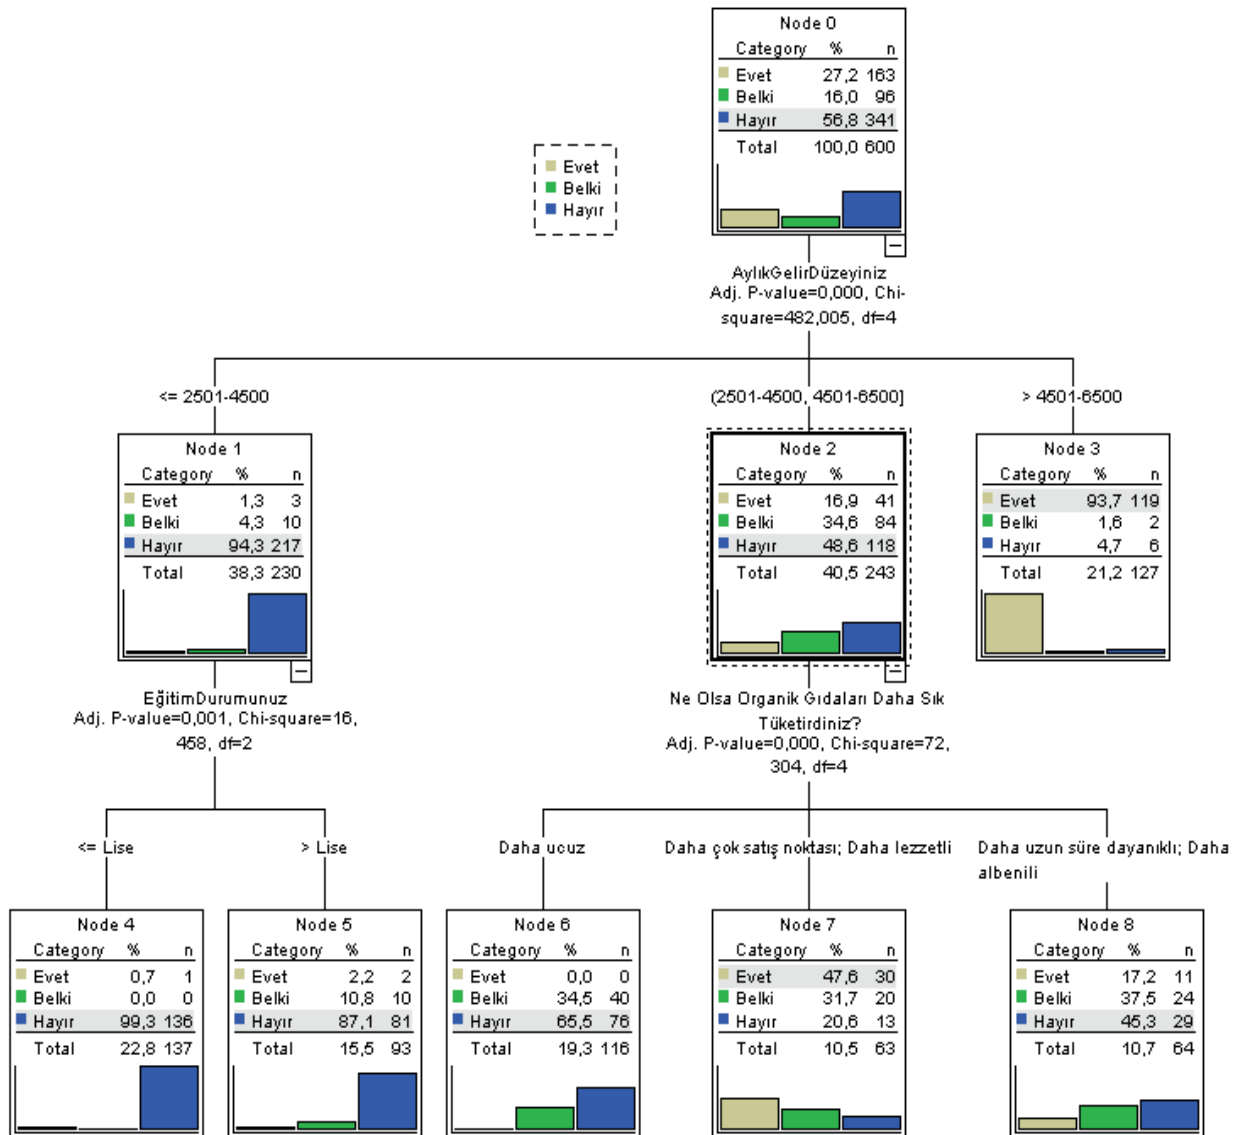 Node 0
Category % n
Evet 27,2 163
Belki 16,0 96
Hayır 56,8 341
Total 100,0 600
Evet
Belki
Hayır
AylıkGelirDüzeyiniz
Adj. P-value=0,000, Chi-
square=482,005, df=4
<= 2501-4500
(2501-4500, 4501-6500]
> 4501-6500
Node 1
Category % n
Evet 1,3 3
Belki 4,3 10
Hayır 94,3 217
Total 38,3 230
Node 2
Category % n
Evet 16,9 41
Belki 34,6 84
Hayır 48,6 118
Total 40,5 243
Node 3
Category % n
Evet 93,7 119
Belki 1,6 2
Hayır 4,7 6
Total 21,2 127
EğitimDurumunuz
Adj. P-value=0,001, Chi-square=16,
458, df=2
Ne Olsa Organik Gıdaları Daha Sık
Tüketirdiniz?
Adj. P-value=0,000, Chi-square=72,
304, df=4
<= Lise
> Lise
Daha ucuz
Daha çok satış noktası; Daha lezzetli
Daha uzun süre dayanıklı; Daha
albenili
Node 4
Category % n
Evet 0,7 1
Belki 0,0 0
Hayır 99,3 136
Total 22,8 137
Node 5
Category % n
Evet 2,2 2
Belki 10,8 10
Hayır 87,1 81
Total 15,5 93
Node 6
Category % n
Evet 0,0 0
Belki 34,5 40
Hayır 65,5 76
Total 19,3 116
Node 7
Category % n
Evet 47,6 30
Belki 31,7 20
Hayır 20,6 13
Total 10,5 63
Node 8
Category % n
Evet 17,2 11
Belki 37,5 24
Hayır 45,3 29
Total 10,7 64